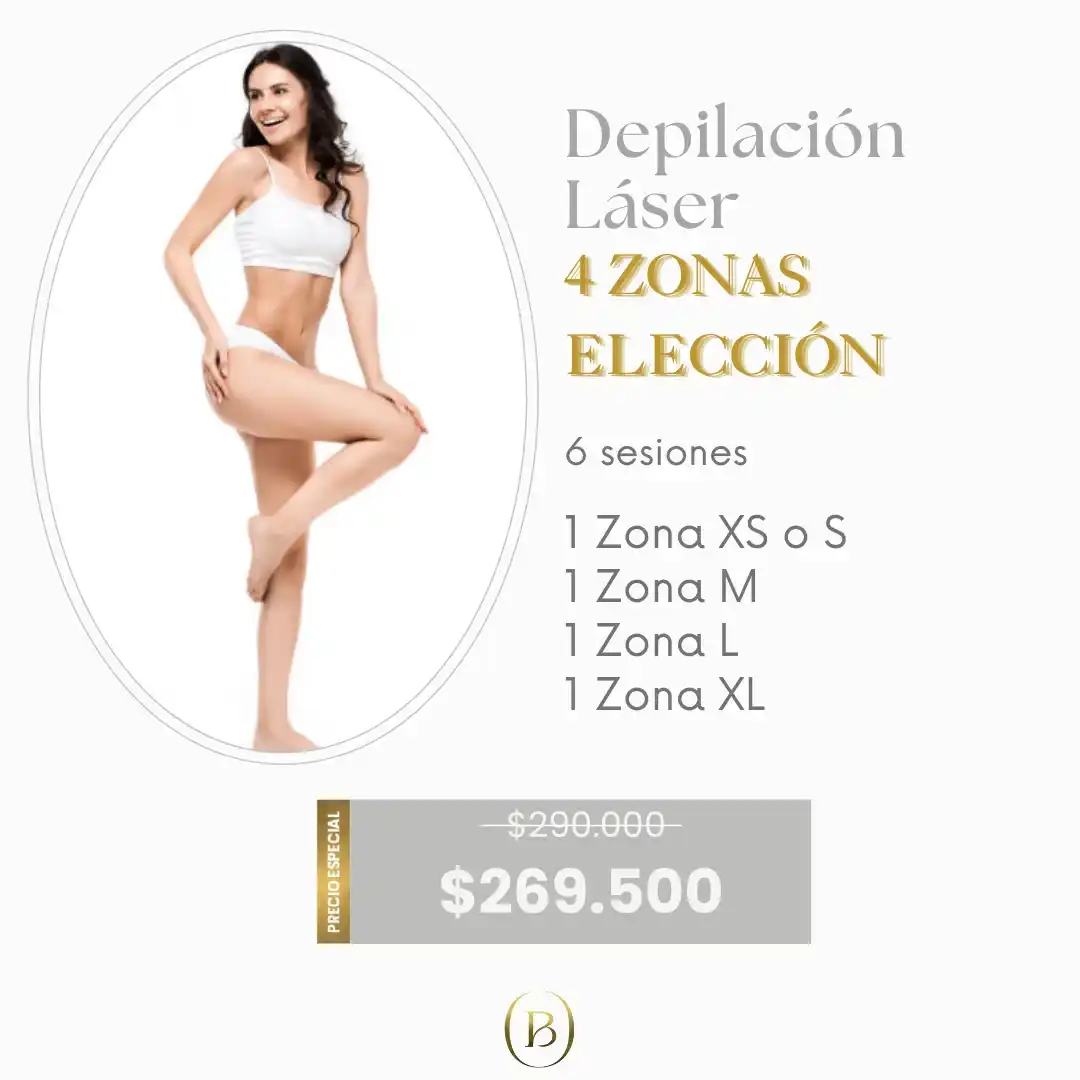 Depilación
Láser
4 ZONAS
ELECCIÓN
6 sesiones
1 Zona XS o S
1 Zona M
1 Zona L
1 Zona XL
PRECIO ESPECIAL
$290.000
$269.500
B